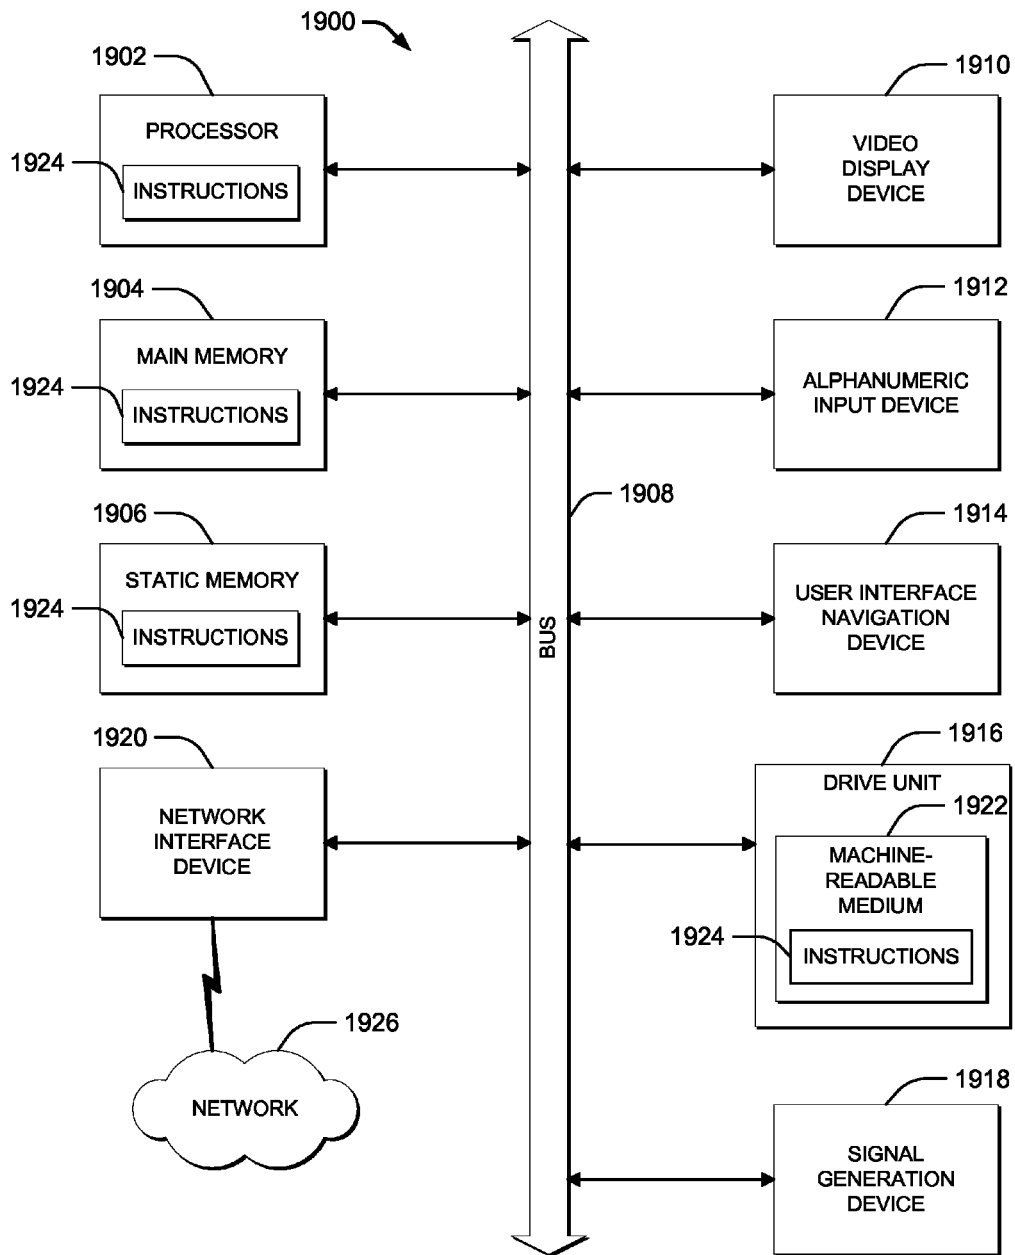 1900
1902
PROCESSOR
1924
INSTRUCTIONS
1904
MAIN MEMORY
1924
INSTRUCTIONS
1906
STATIC MEMORY
1924
INSTRUCTIONS
1920
NETWORK
INTERFACE
DEVICE
1926
NETWORK
BUS
1908
1910
VIDEO
DISPLAY
DEVICE
1912
ALPHANUMERIC
INPUT DEVICE
1914
USER INTERFACE
NAVIGATION
DEVICE
1916
DRIVE UNIT
1922
MACHINE-
READABLE
MEDIUM
1924
INSTRUCTIONS
1918
SIGNAL
GENERATION
DEVICE